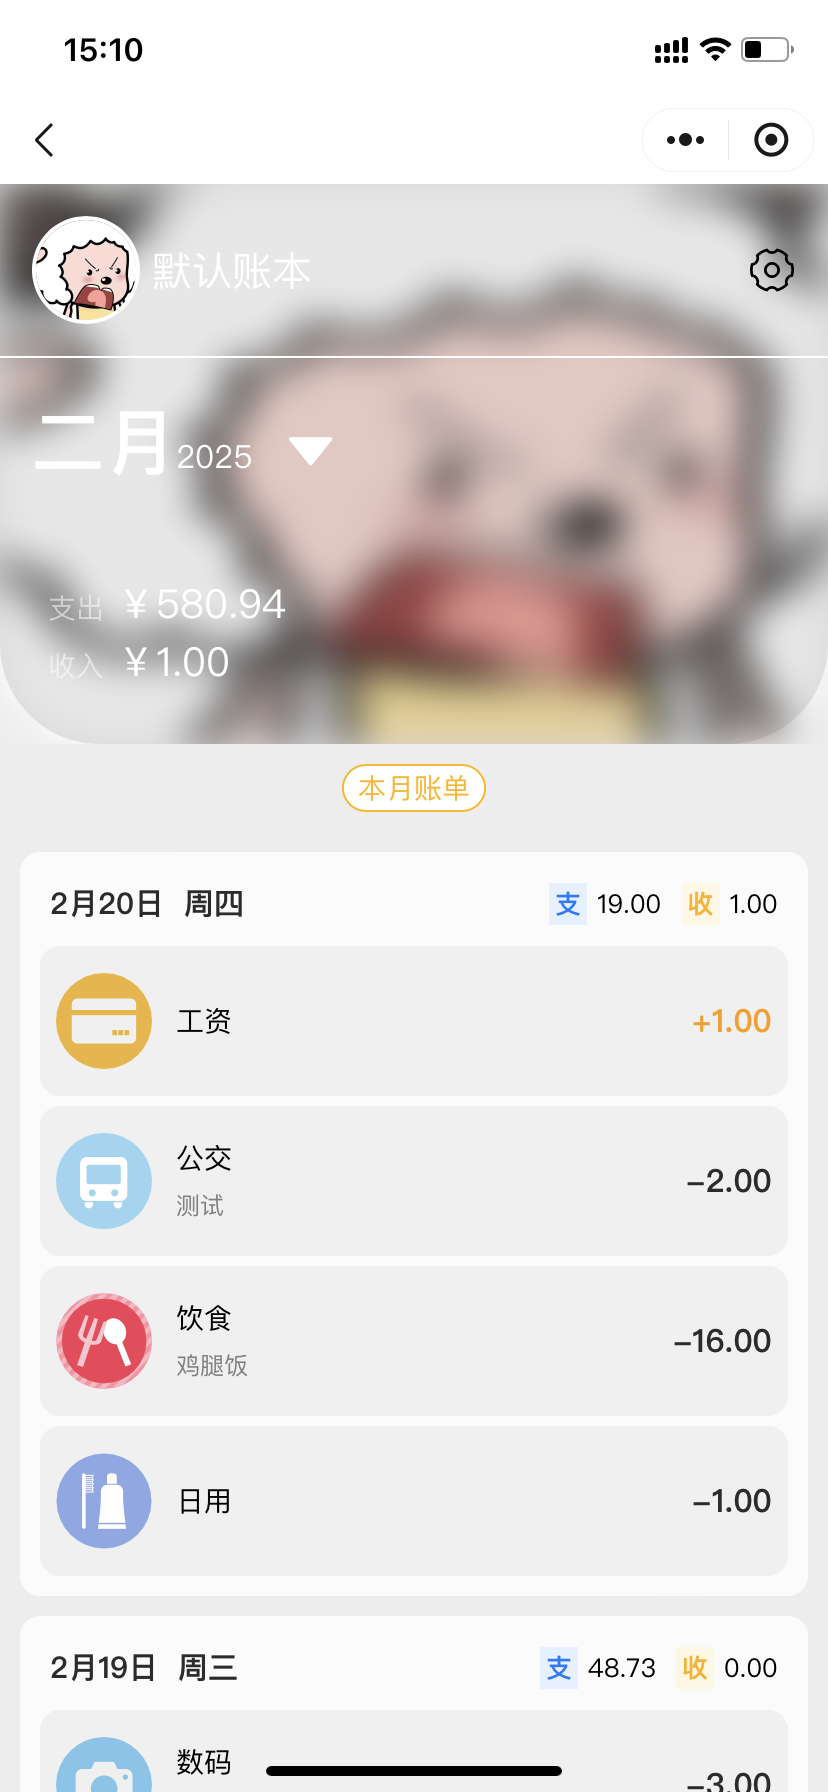 15:10
默认账本
二月 2025
支出 ¥ 580.94
收入 ¥ 1.00
本月账单
2月20日 周四 支 19.00 收 1.00
工资 +1.00
公交 -2.00
测试
饮食 -16.00
鸡腿饭
日用 -1.00
2月19日 周三 支 48.73 收 0.00
数码 -3.00